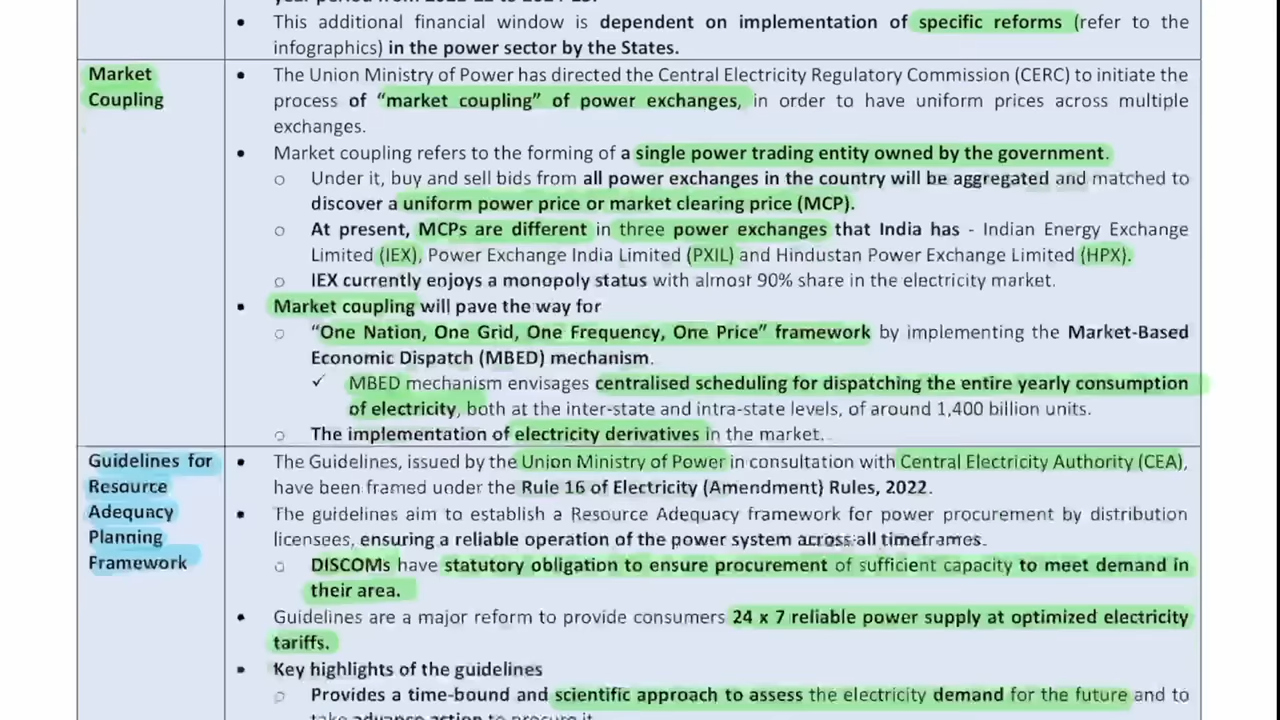 This additional financial window is dependent on implementation of specific reforms (refer to the
infographics) in the power sector by the States.
Market
Coupling
The Union Ministry of Power has directed the Central Electricity Regulatory Commission (CERC) to initiate the
process of “market coupling” of power exchanges, in order to have uniform prices across multiple
exchanges.
Market coupling refers to the forming of a single power trading entity owned by the government.
Under it, buy and sell bids from all power exchanges in the country will be aggregated and matched to
discover a uniform power price or market clearing price (MCP).
At present, MCPs are different in three power exchanges that India has - Indian Energy Exchange
Limited (IEX), Power Exchange India Limited (PXIL) and Hindustan Power Exchange Limited (HPX).
IEX currently enjoys a monopoly status with almost 90% share in the electricity market.
Market coupling will pave the way for
“One Nation, One Grid, One Frequency, One Price” framework by implementing the Market-Based
Economic Dispatch (MBED) mechanism.
✓ MBED mechanism envisages centralised scheduling for dispatching the entire yearly consumption
of electricity, both at the inter-state and intra-state levels, of around 1,400 billion units.
The implementation of electricity derivatives in the market.
Guidelines for
Resource
Adequacy
Planning
Framework
The Guidelines, issued by the Union Ministry of Power in consultation with Central Electricity Authority (CEA),
have been framed under the Rule 16 of Electricity (Amendment) Rules, 2022.
The guidelines aim to establish a Resource Adequacy framework for power procurement by distribution
licensees, ensuring a reliable operation of the power system across all timeframes.
DISCOMs have statutory obligation to ensure procurement of sufficient capacity to meet demand in
their area.
Guidelines are a major reform to provide consumers 24 x 7 reliable power supply at optimized electricity
tariffs.
Key highlights of the guidelines
Provides a time-bound and scientific approach to assess the electricity demand for the future and to